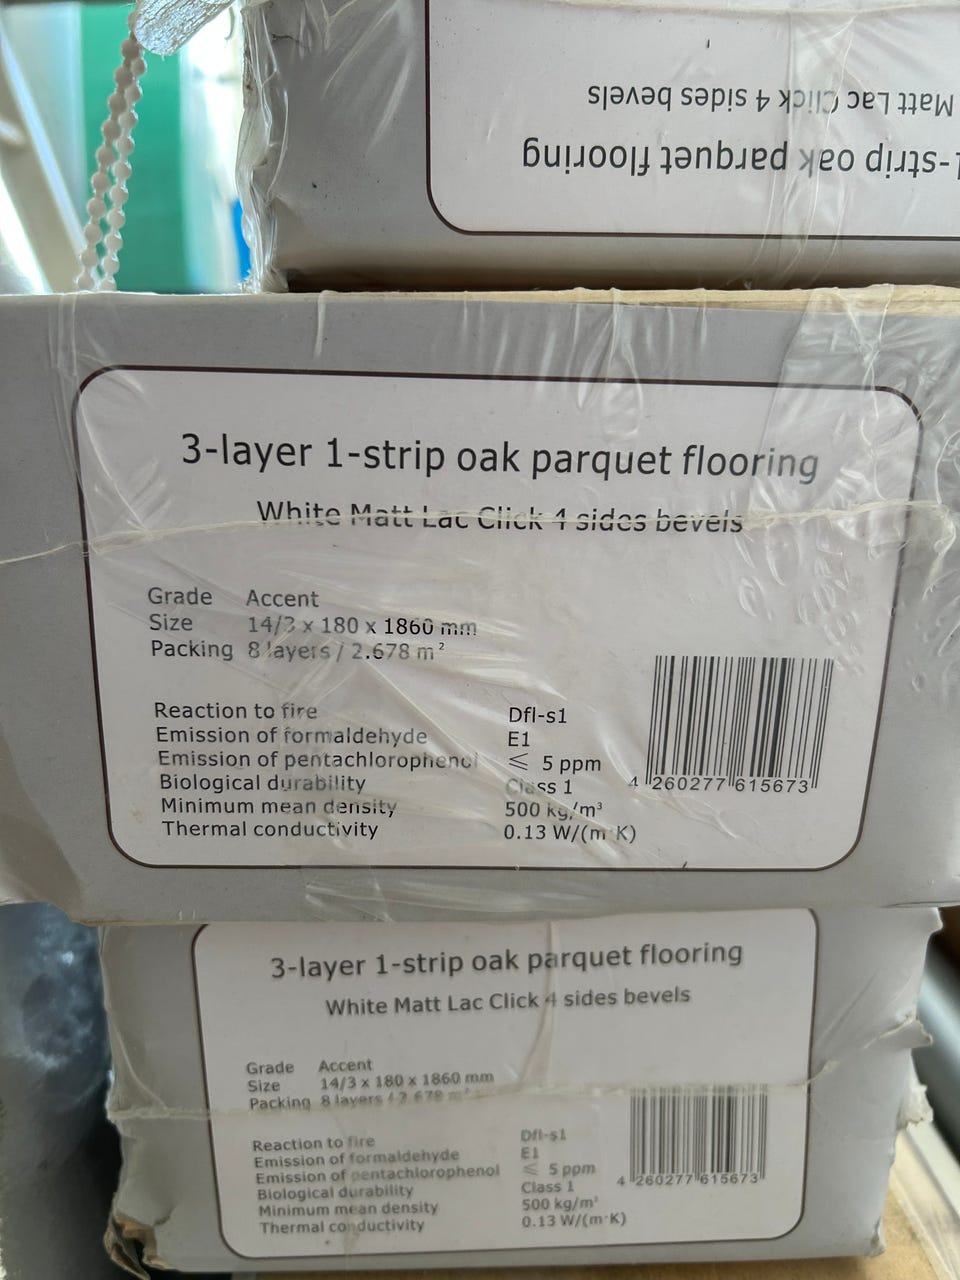 Matt Lac Click 4 sides bevels
1-strip oak parquet flooring
3-layer 1-strip oak parquet flooring
White Matt Lac Click 4 sides bevels
Grade Accent
Size 14/3 x 180 x 1860 mm
Packing 8 layers / 2.678 m²
Reaction to fire Dfl-s1
Emission of formaldehyde E1
Emission of pentachlorophenol ⩽ 5 ppm
Biological durability Class 1
Minimum mean density 500 kg/m³
Thermal conductivity 0.13 W/(m·K)
4 260277 615673
3-layer 1-strip oak parquet flooring
White Matt Lac Click 4 sides bevels
Grade Accent
Size 14/3 x 180 x 1860 mm
Packing 8 layers / 2.678 m²
Reaction to fire Dfl-s1
Emission of formaldehyde E1
Emission of pentachlorophenol ⩽ 5 ppm
Biological durability Class 1
Minimum mean density 500 kg/m³
Thermal conductivity 0.13 W/(m·K)
4 260277 615673